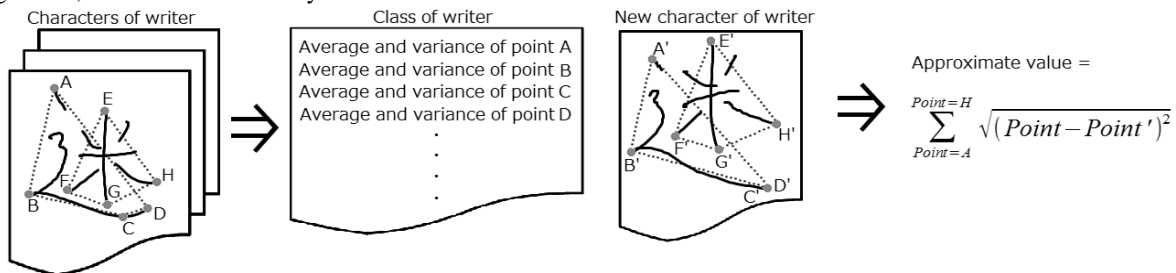 Characters of writer
A
E
F
G
H
B
C
D
Class of writer
Average and variance of point A
Average and variance of point B
Average and variance of point C
Average and variance of point D
New character of writer
E'
A'
H'
F'
G'
B'
C'
D'
Approximate value =
Point=H
∑ √(Point−Point')²
Point=A